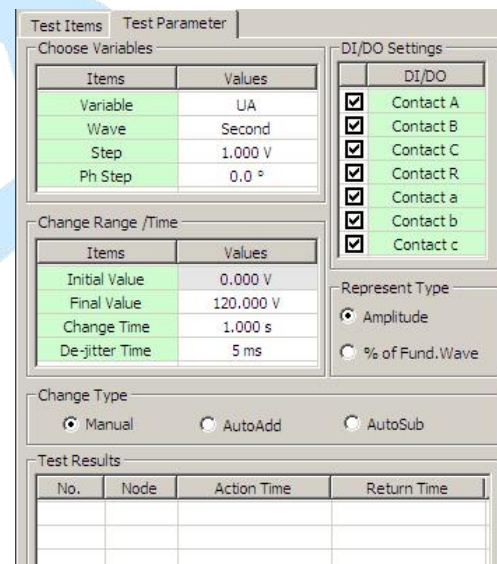 Test Items Test Parameter
Choose Variables
Items Values
Variable UA
Wave Second
Step 1.000 V
Ph Step 0.0 °
DI/DO Settings
DI/DO
Contact A
Contact B
Contact C
Contact R
Contact a
Contact b
Contact c
Change Range /Time
Items Values
Initial Value 0.000 V
Final Value 120.000 V
Change Time 1.000 s
De-jitter Time 5 ms
Represent Type
Amplitude
% of Fund.Wave
Change Type
Manual AutoAdd AutoSub
Test Results
No. Node Action Time Return Time